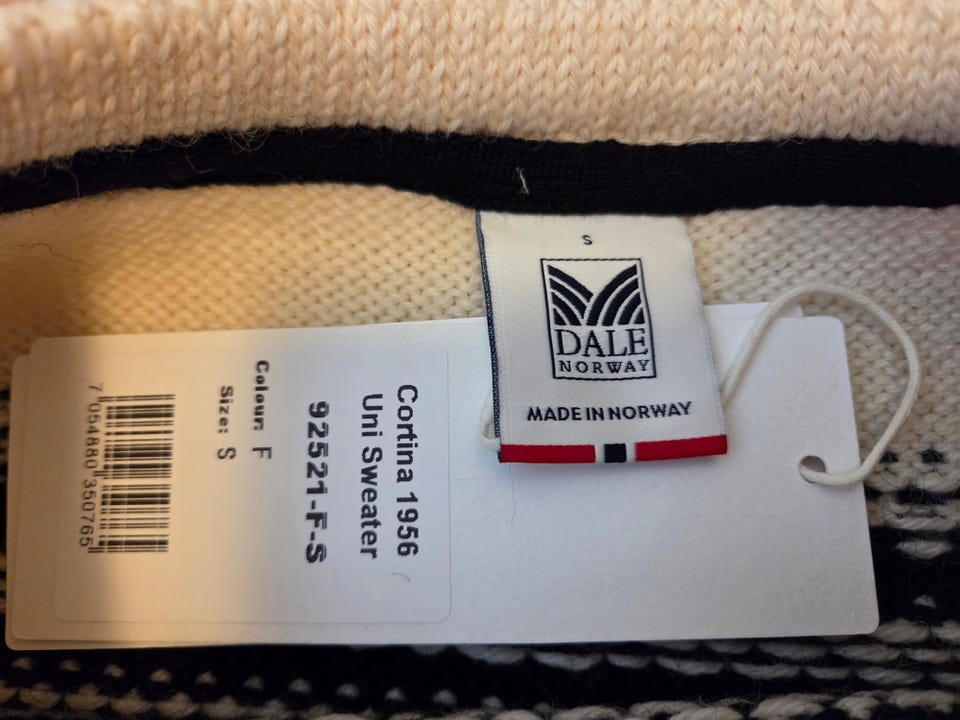 S
DALE
NORWAY
MADE IN NORWAY
Cortina 1956
Uni Sweater
92521-F-S
Colour: F
Size: S
7 054880 350765